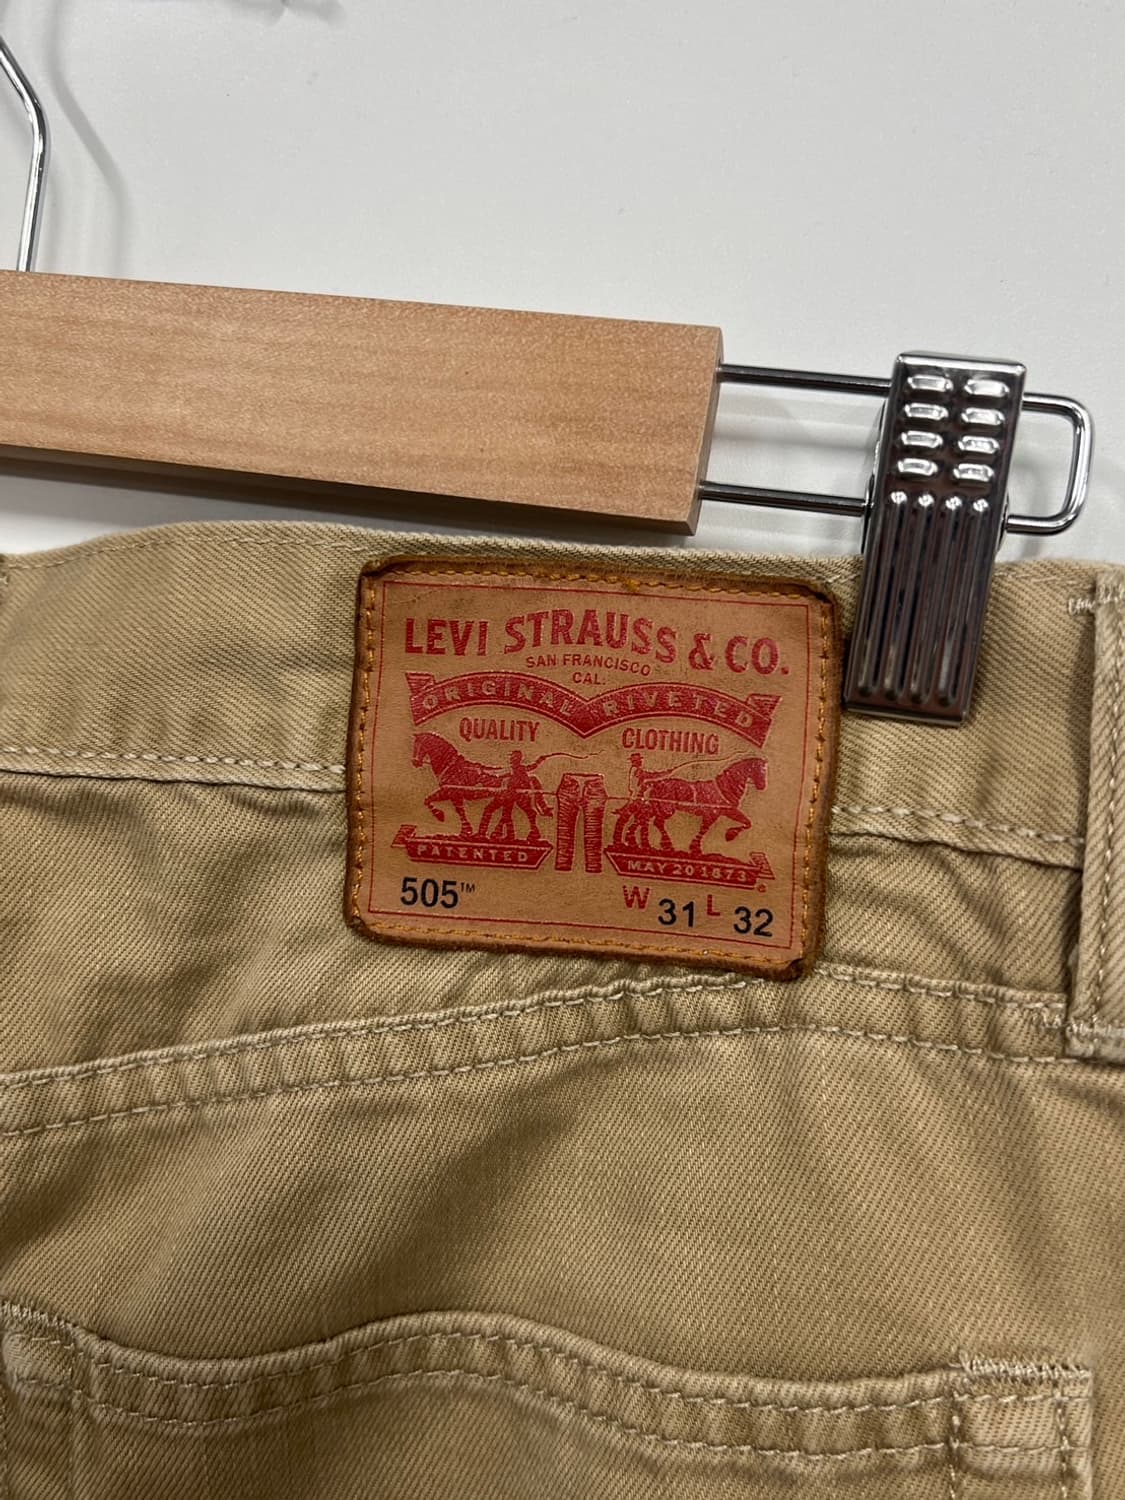 LEVI STRAUSS & CO.
SAN FRANCISCO
CAL.
ORIGINAL RIVETED
QUALITY CLOTHING
PATENTED MAY 20 1873
505™ W 31 L 32